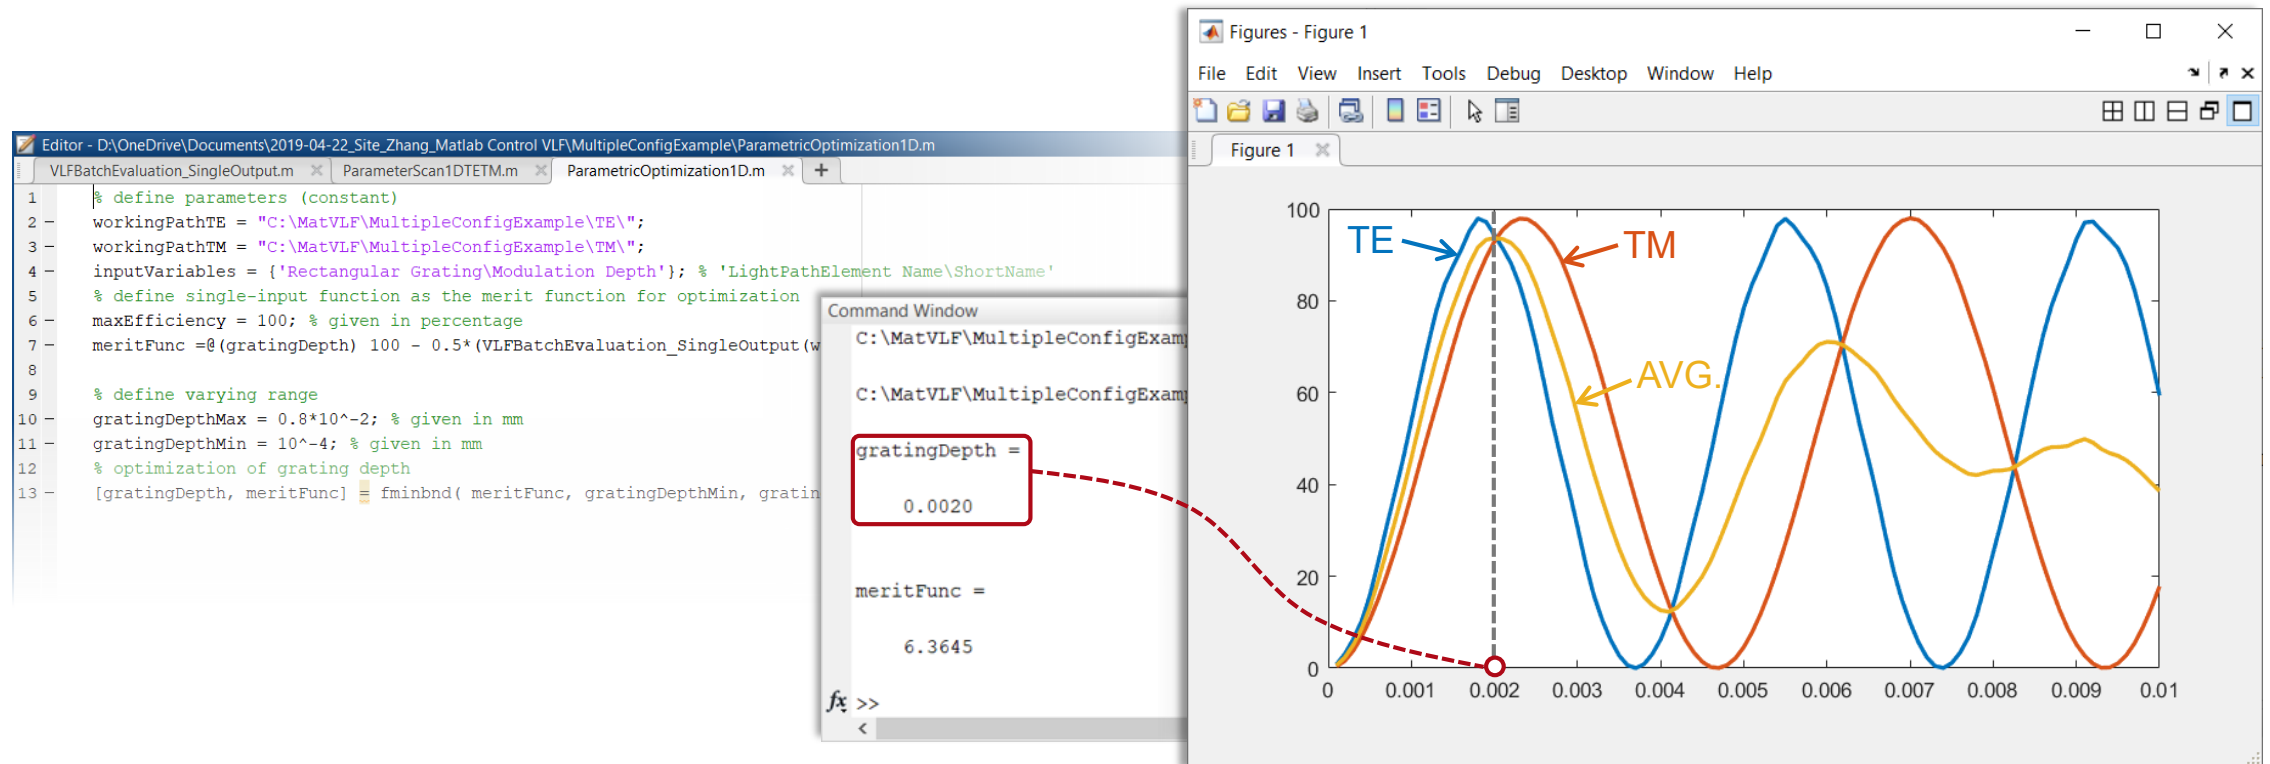 Editor - D:\OneDrive\Documents\2019-04-22_Site_Zhang_Matlab Control VLF\MultipleConfigExample\ParametricOptimization1D.m
VLFBatchEvaluation_SingleOutput.m ParameterScan1DTETM.m ParametricOptimization1D.m
1 % define parameters (constant)
2 workingPathTE = "C:\MatVLF\MultipleConfigExample\TE\";
3 workingPathTM = "C:\MatVLF\MultipleConfigExample\TM\";
4 inputVariables = {'Rectangular Grating\Modulation Depth'}; % 'LightPathElement Name\ShortName'
5 % define single-input function as the merit function for optimization
6 maxEfficiency = 100; % given in percentage
7 meritFunc =@(gratingDepth) 100 - 0.5*(VLFBatchEvaluation_SingleOutput(w
8
9 % define varying range
10 gratingDepthMax = 0.8*10^-2; % given in mm
11 gratingDepthMin = 10^-4; % given in mm
12 % optimization of grating depth
13 [gratingDepth, meritFunc] = fminbnd( meritFunc, gratingDepthMin, gratin
Command Window
C:\MatVLF\MultipleConfigExam
C:\MatVLF\MultipleConfigExam
gratingDepth =
0.0020
meritFunc =
6.3645
fx >>
Figures - Figure 1
File Edit View Insert Tools Debug Desktop Window Help
Figure 1
100
80
60
40
20
0
TE
TM
AVG.
0 0.001 0.002 0.003 0.004 0.005 0.006 0.007 0.008 0.009 0.01